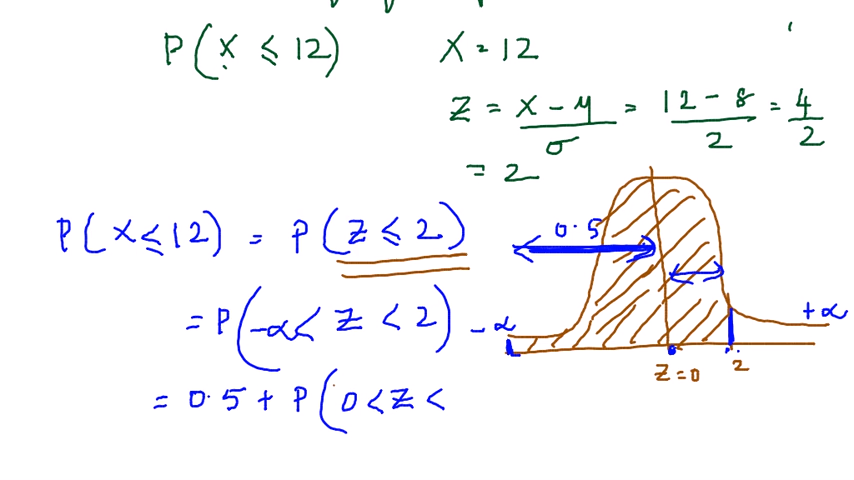 P(X ≤ 12) X = 12
Z = (x - μ)/σ = (12 - 8)/2 = 4/2
= 2
P(X ≤ 12) = P(Z ≤ 2)
0.5
= P(-α < Z < 2)
-α +α
Z = 0 2
= 0.5 + P(0 < Z <